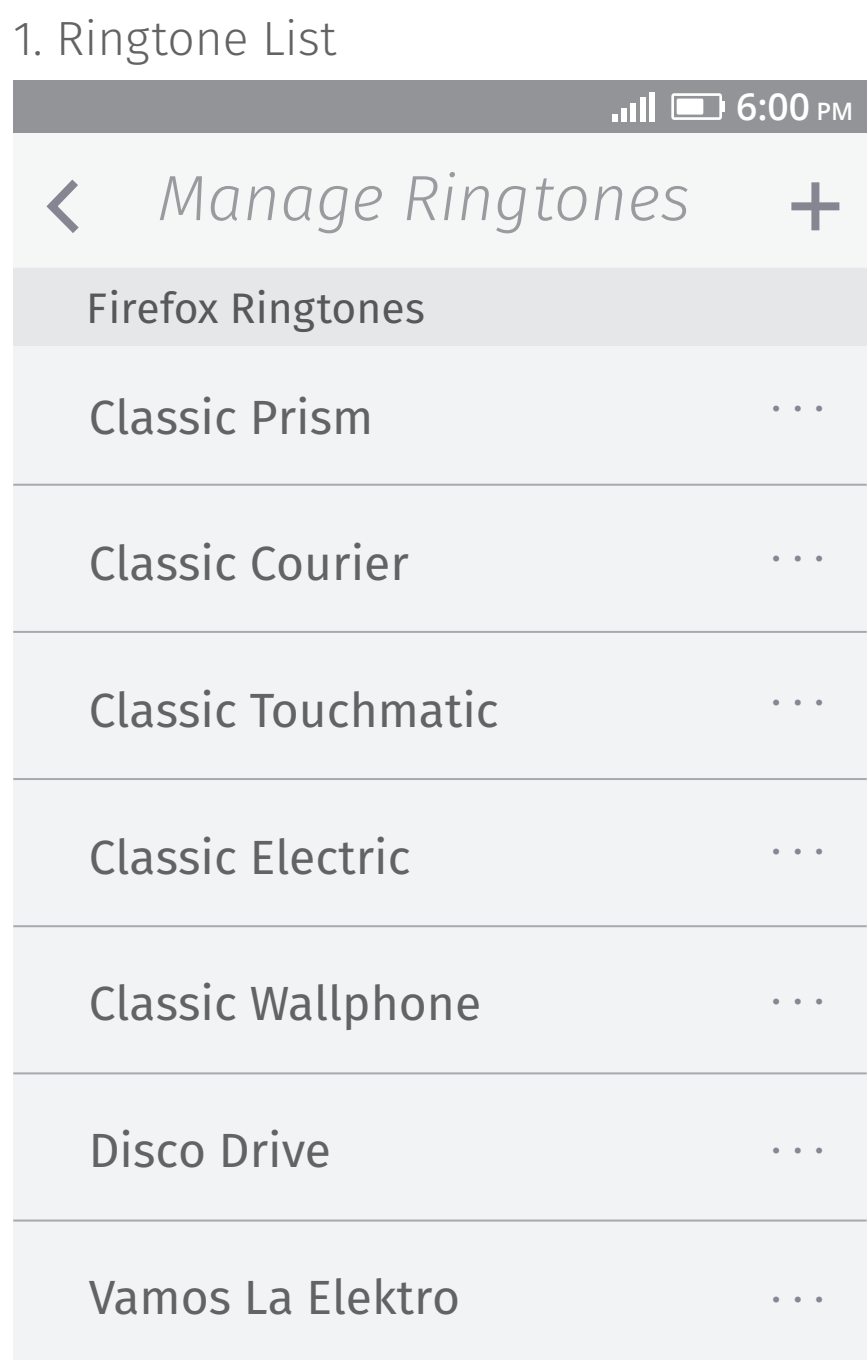 1. Ringtone List
6:00 PM
Manage Ringtones
Firefox Ringtones
Classic Prism
Classic Courier
Classic Touchmatic
Classic Electric
Classic Wallphone
Disco Drive
Vamos La Elektro